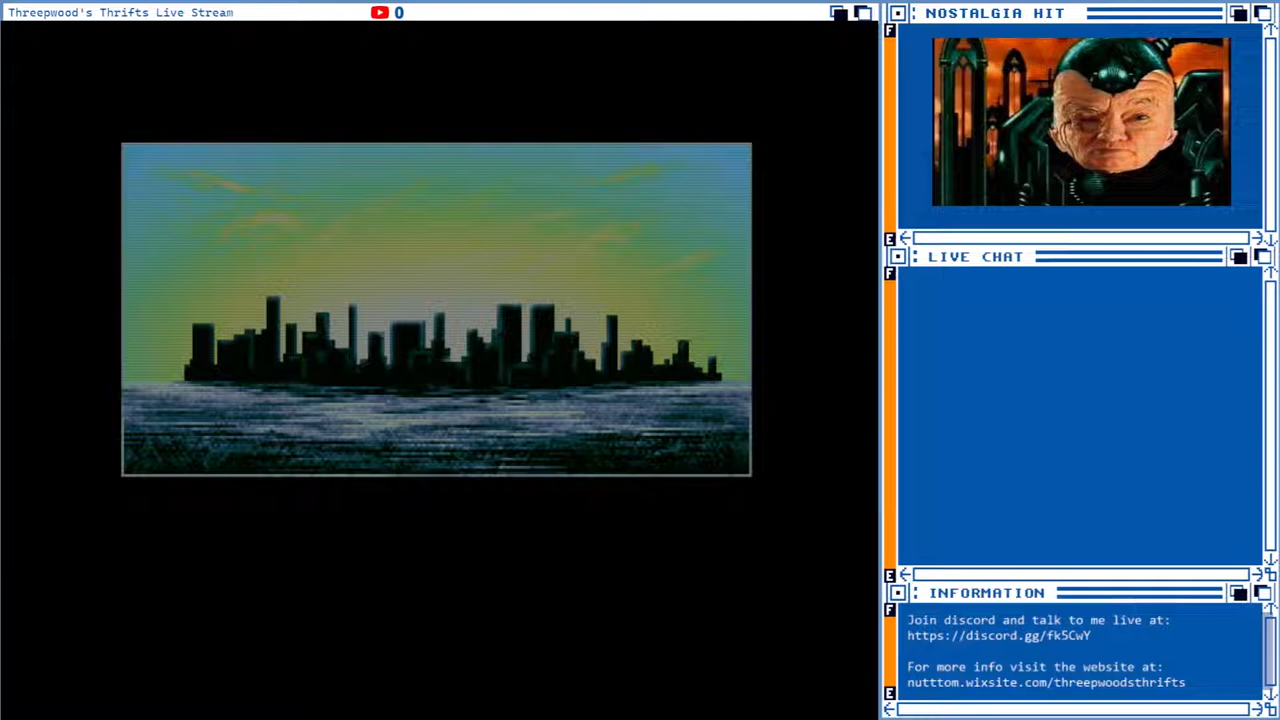 Threepwood's Thrifts Live Stream
0
: NOSTALGIA HIT
F
E
: LIVE CHAT
F
E
: INFORMATION
F
Join discord and talk to me live at:
https://discord.gg/fk5CwY
For more info visit the website at:
nutttom.wixsite.com/threepwoodsthrifts
E